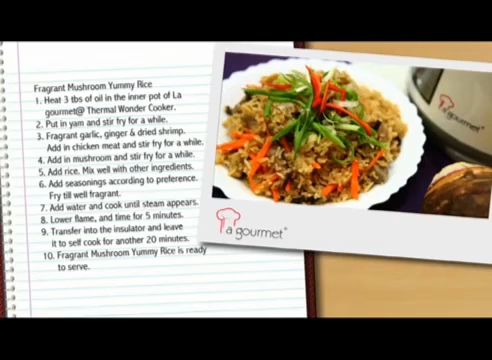 Fragrant Mushroom Yummy Rice
1. Heat 3 tbs of oil in the inner pot of La
gourmet@ Thermal Wonder Cooker.
2. Put in yam and stir fry for a while.
3. Fragrant garlic, ginger & dried shrimp.
Add in chicken meat and stir fry for a while.
4. Add in mushroom and stir fry for a while.
5. Add rice. Mix well with other ingredients.
6. Add seasonings according to preference.
Fry till well fragrant.
7. Add water and cook until steam appears.
8. Lower flame, and time for 5 minutes.
9. Transfer into the insulator and leave
it to self cook for another 20 minutes.
10. Fragrant Mushroom Yummy Rice is ready
to serve.
la gourmet®
la gourmet